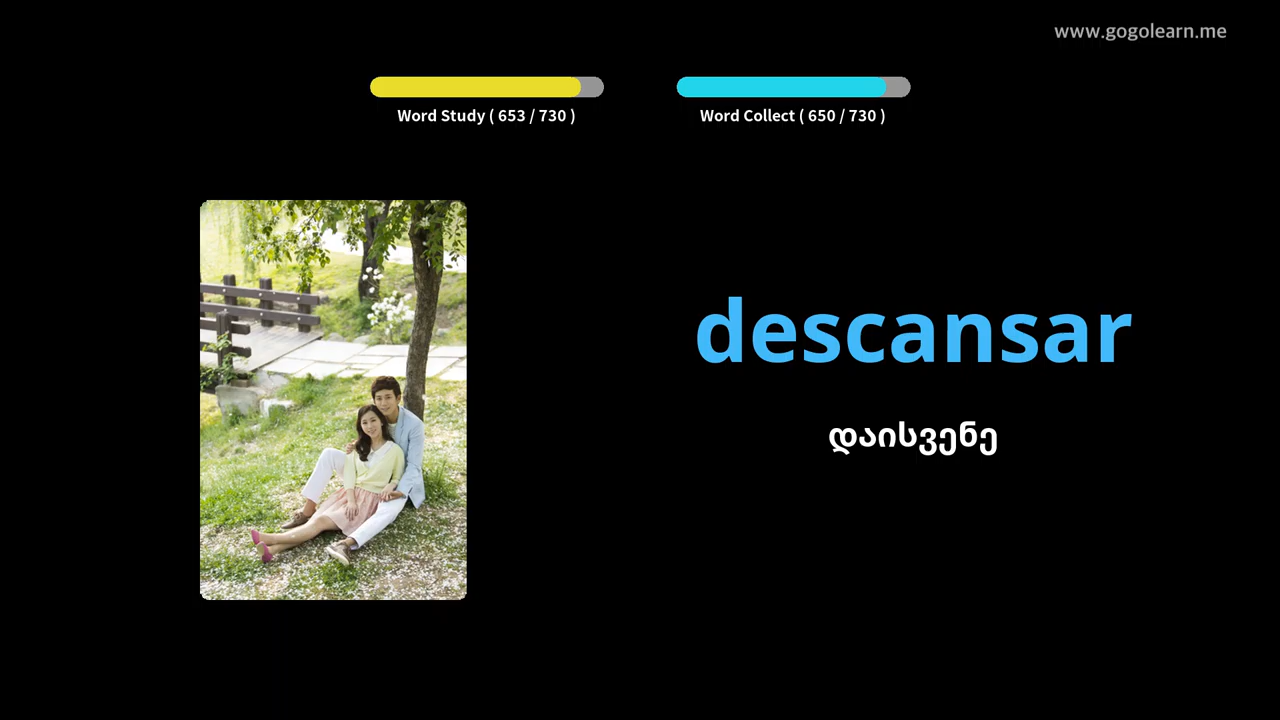 www.gogolearn.me
Word Study ( 653 / 730 )
Word Collect ( 650 / 730 )
descansar
დაისვენე